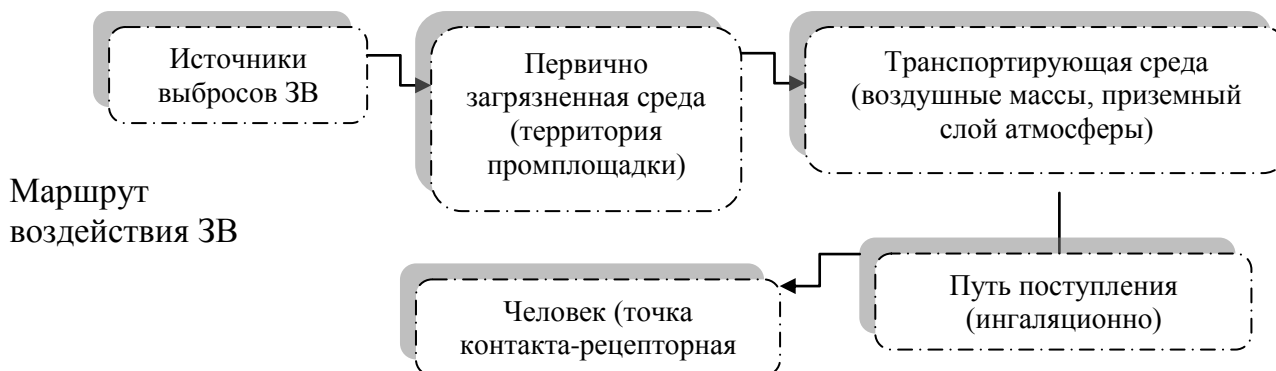 Источники
выбросов ЗВ
Первично
загрязненная среда
(территория
промплощадки)
Транспортирующая среда
(воздушные массы, приземный
слой атмосферы)
Маршрут
воздействия ЗВ
Путь поступления
(ингаляционно)
Человек (точка
контакта-рецепторная